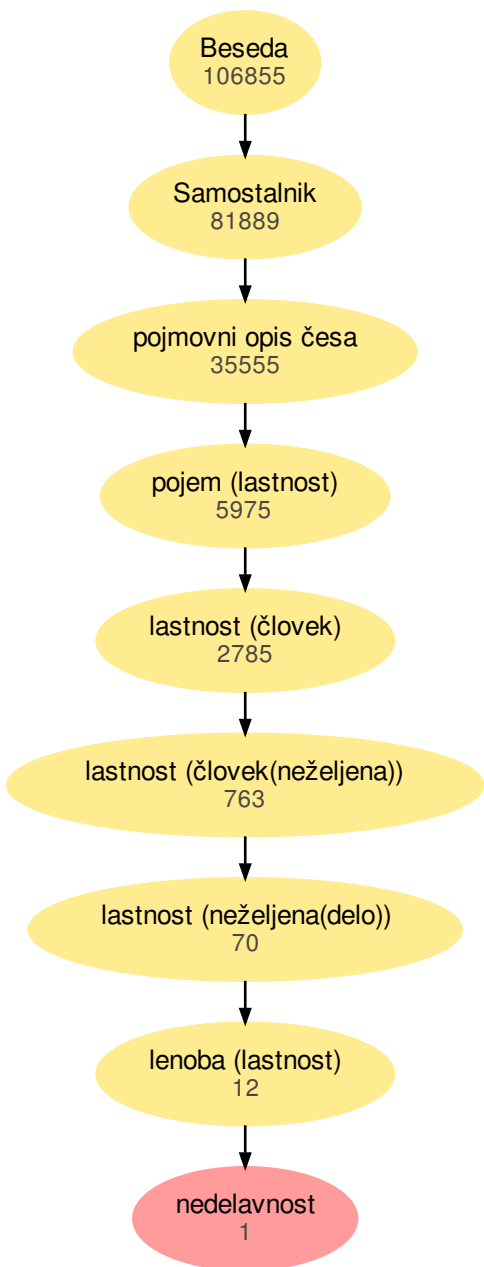 Beseda
106855
Samostalnik
81889
pojmovni opis česa
35555
pojem (lastnost)
5975
lastnost (človek)
2785
lastnost (človek(neželjena))
763
lastnost (neželjena(delo))
70
lenoba (lastnost)
12
nedelavnost
1